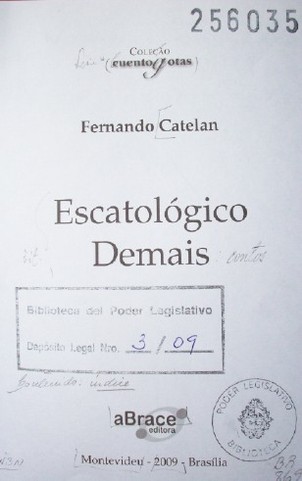 256035
COLEÇÃO
cuentogotas
Fernando Catelan
Escatológico
Demais
cuentos
Biblioteca del Poder Legislativo
Depósito Legal Nro. 3 / 09
aBrace
editora
PODER LEGISLATIVO
BIBLIOTECA
Montevideu - 2009 - Brasília